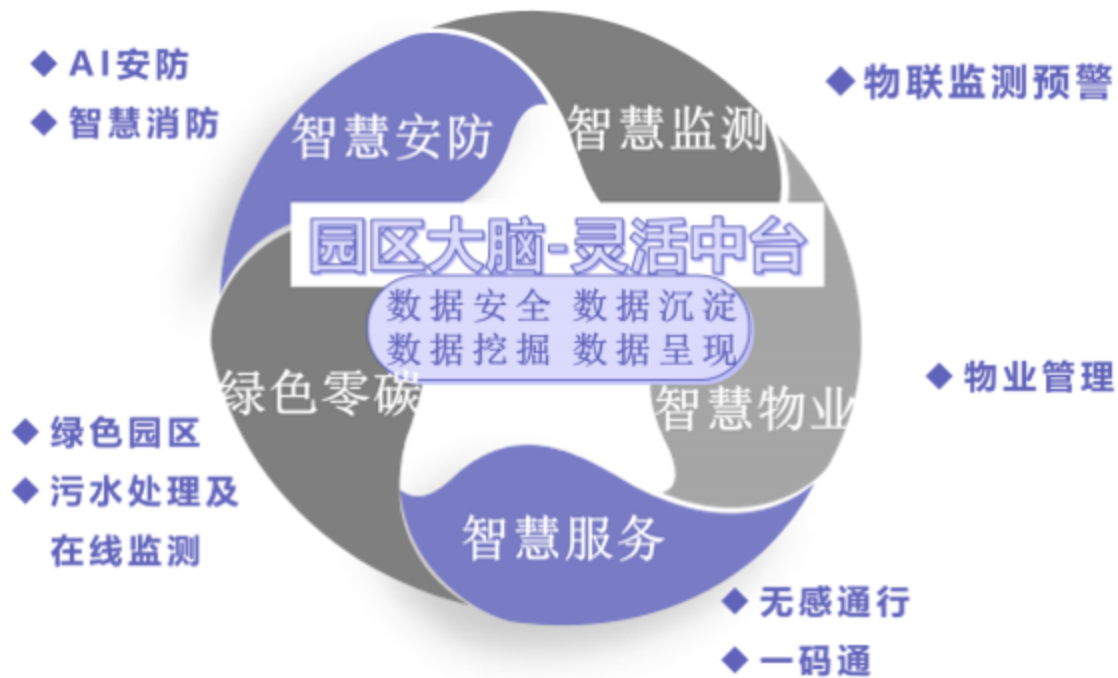 AI安防
智慧消防
物联监测预警
智慧安防
智慧监测
园区大脑-灵活中台
数据安全 数据沉淀
数据挖掘 数据呈现
绿色零碳
智慧物业
物业管理
绿色园区
污水处理及
在线监测
智慧服务
无感通行
一码通